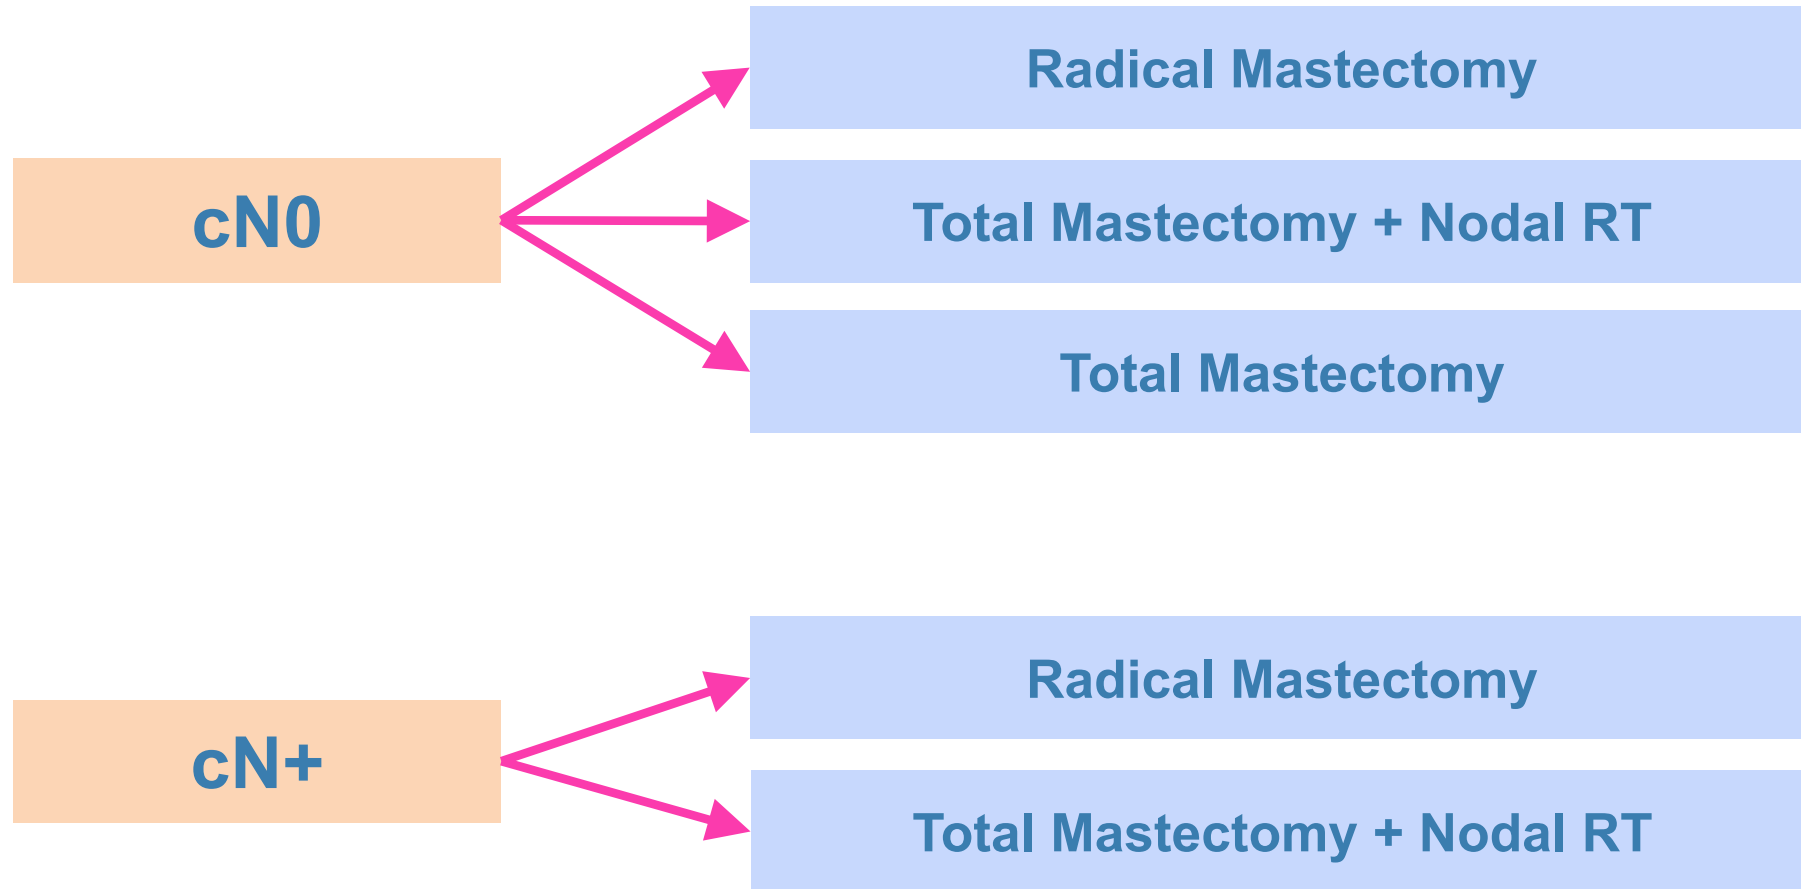 cN0
Radical Mastectomy
Total Mastectomy + Nodal RT
Total Mastectomy
cN+
Radical Mastectomy
Total Mastectomy + Nodal RT